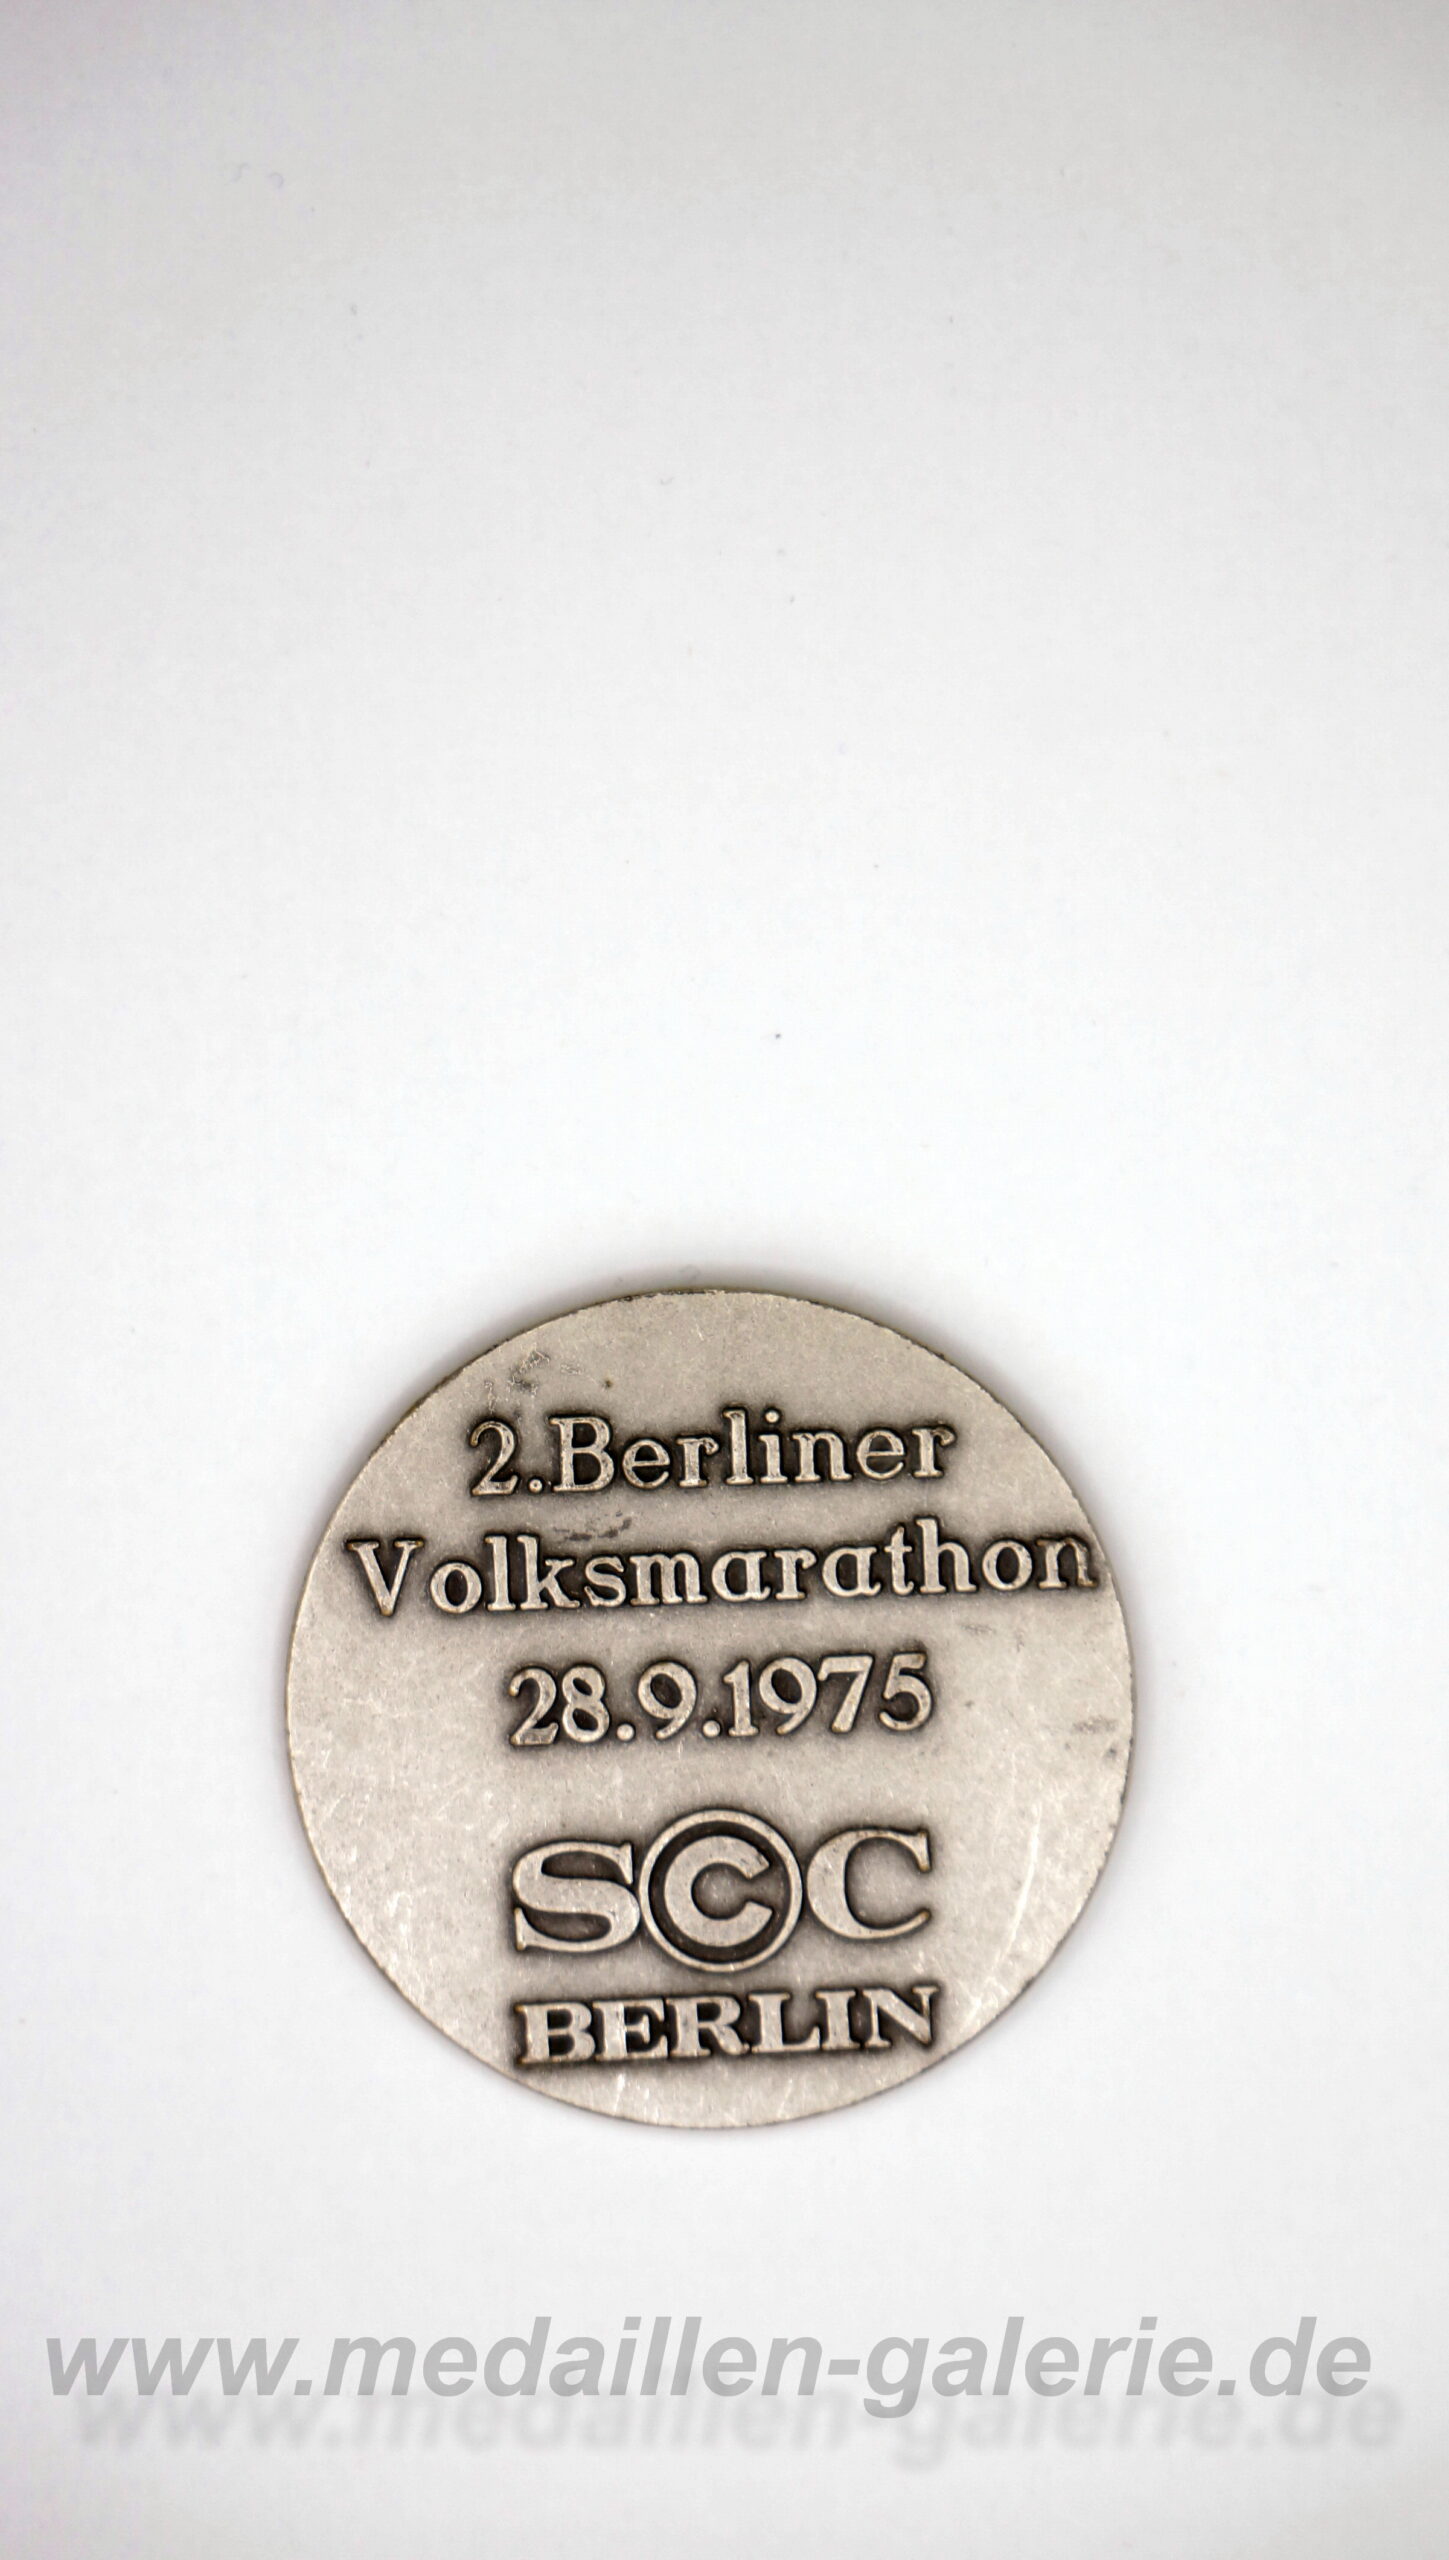 2.Berliner
Volksmarathon
28.9.1975
SCC
BERLIN
www.medaillen-galerie.de